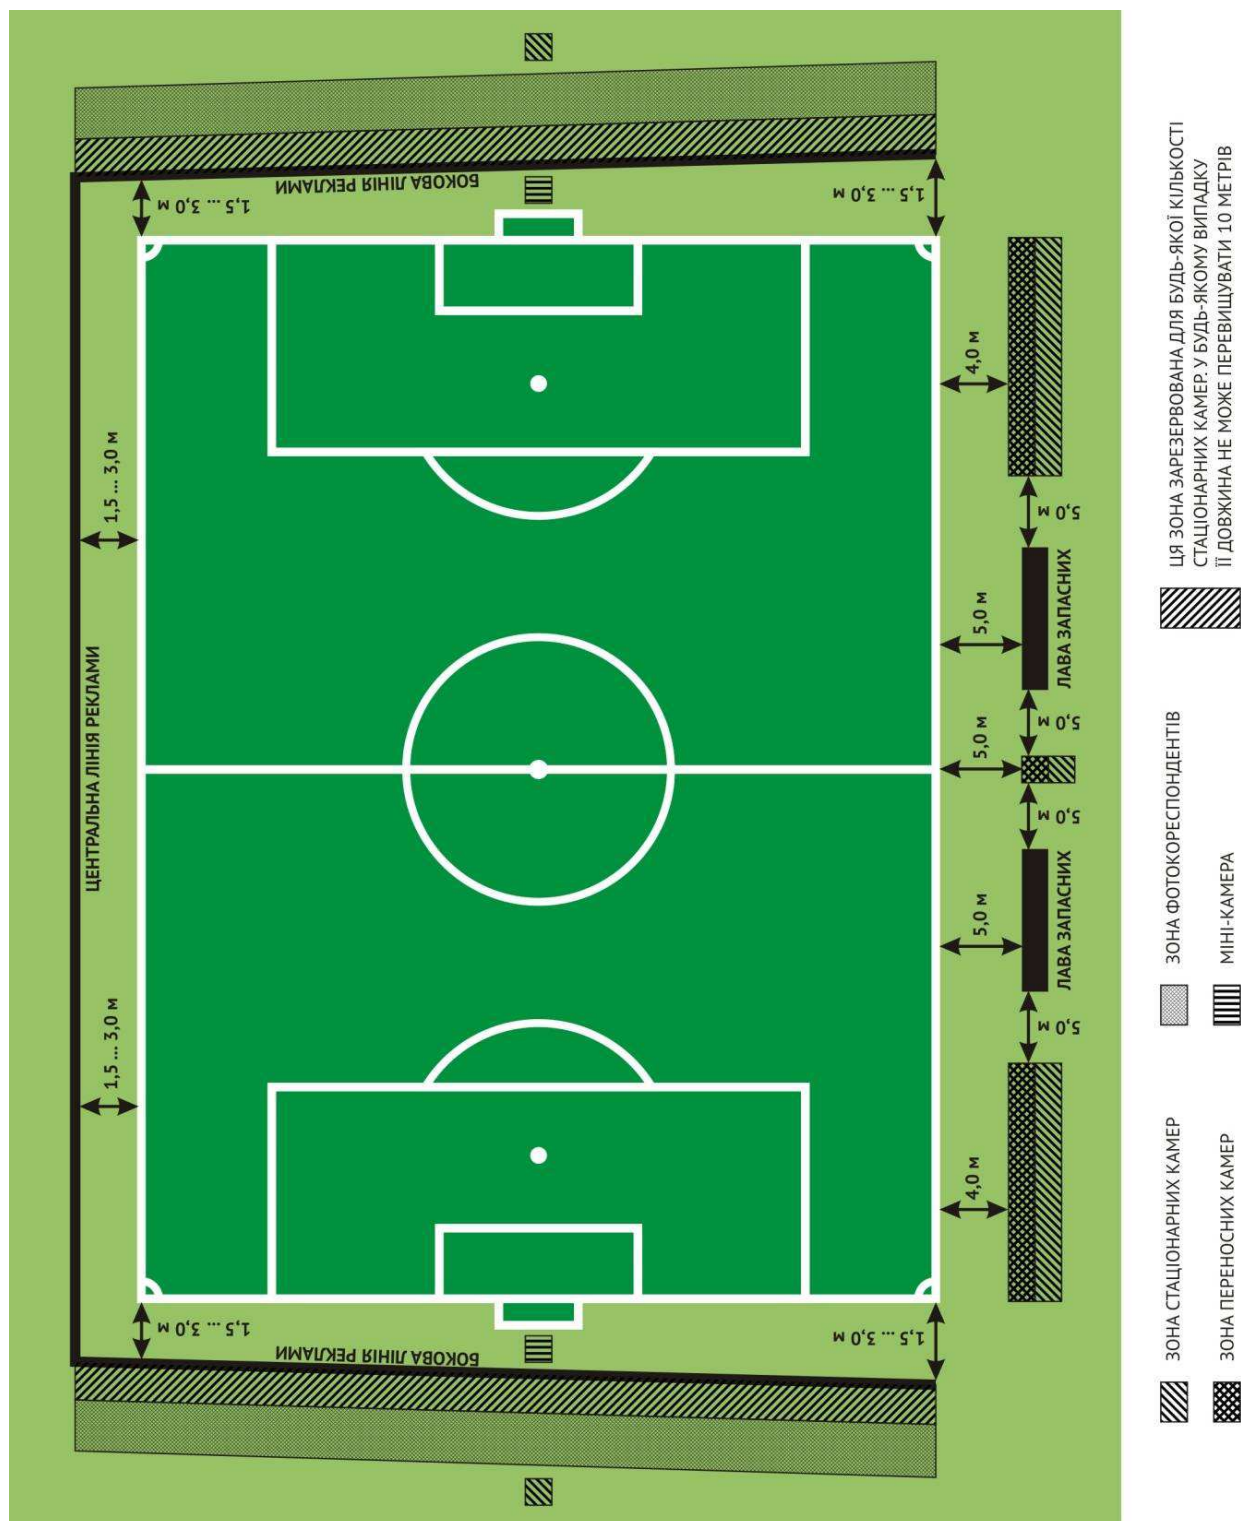 ЦЕНТРАЛЬНА ЛІНІЯ РЕКЛАМИ
1,5 ... 3,0 м
1,5 ... 3,0 м
1,5 ... 3,0 м
БОКОВА ЛІНІЯ РЕКЛАМИ
1,5 ... 3,0 м
1,5 ... 3,0 м
БОКОВА ЛІНІЯ РЕКЛАМИ
1,5 ... 3,0 м
4,0 м
5,0 м
5,0 м
5,0 м
4,0 м
5,0 м
5,0 м
5,0 м
5,0 м
ЛАВА ЗАПАСНИХ
ЛАВА ЗАПАСНИХ
ЗОНА СТАЦІОНАРНИХ КАМЕР
ЗОНА ПЕРЕНОСНИХ КАМЕР
ЗОНА ФОТОКОРЕСПОНДЕНТІВ
МІНІ-КАМЕРА
ЦЯ ЗОНА ЗАРЕЗЕРВОВАНА ДЛЯ БУДЬ-ЯКОЇ КІЛЬКОСТІ
СТАЦІОНАРНИХ КАМЕР. У БУДЬ-ЯКОМУ ВИПАДКУ
ЇЇ ДОВЖИНА НЕ МОЖЕ ПЕРЕВИЩУВАТИ 10 МЕТРІВ